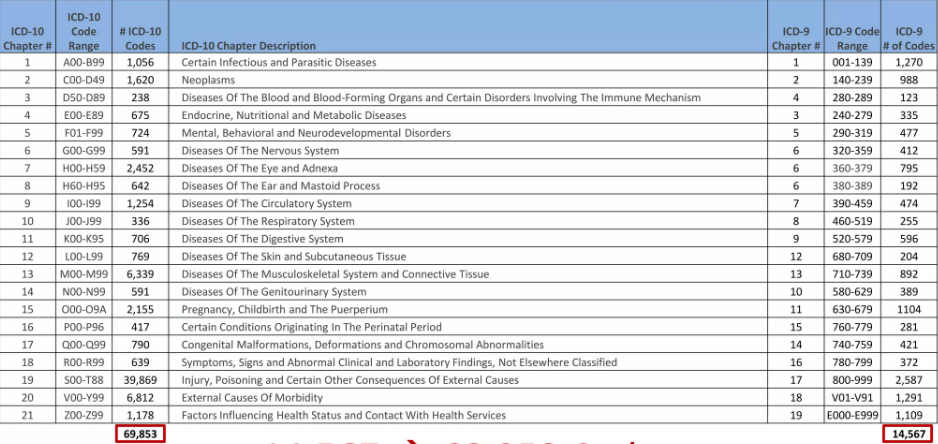 ICD-10 Chapter # ICD-10 Code Range # ICD-10 Codes ICD-10 Chapter Description ICD-9 Chapter # ICD-9 Code Range ICD-9 # of Codes
1 A00-B99 1,056 Certain Infectious and Parasitic Diseases 1 001-139 1,270
2 C00-D49 1,620 Neoplasms 2 140-239 988
3 D50-D89 238 Diseases Of The Blood and Blood-Forming Organs and Certain Disorders Involving The Immune Mechanism 4 280-289 123
4 E00-E89 675 Endocrine, Nutritional and Metabolic Diseases 3 240-279 335
5 F01-F99 724 Mental, Behavioral and Neurodevelopmental Disorders 5 290-319 477
6 G00-G99 591 Diseases Of The Nervous System 6 320-359 412
7 H00-H59 2,452 Diseases Of The Eye and Adnexa 6 360-379 795
8 H60-H95 642 Diseases Of The Ear and Mastoid Process 6 380-389 192
9 I00-I99 1,254 Diseases Of The Circulatory System 7 390-459 474
10 J00-J99 336 Diseases Of The Respiratory System 8 460-519 255
11 K00-K95 706 Diseases Of The Digestive System 9 520-579 596
12 L00-L99 769 Diseases Of The Skin and Subcutaneous Tissue 12 680-709 204
13 M00-M99 6,339 Diseases Of The Musculoskeletal System and Connective Tissue 13 710-739 892
14 N00-N99 591 Diseases Of The Genitourinary System 10 580-629 389
15 O00-O9A 2,155 Pregnancy, Childbirth and The Puerperium 11 630-679 1104
16 P00-P96 417 Certain Conditions Originating In The Perinatal Period 15 760-779 281
17 Q00-Q99 790 Congenital Malformations, Deformations and Chromosomal Abnormalities 14 740-759 421
18 R00-R99 639 Symptoms, Signs and Abnormal Clinical and Laboratory Findings, Not Elsewhere Classified 16 780-799 372
19 S00-T88 39,869 Injury, Poisoning and Certain Other Consequences Of External Causes 17 800-999 2,587
20 V00-Y99 6,812 External Causes Of Morbidity 18 V01-V91 1,291
21 Z00-Z99 1,178 Factors Influencing Health Status and Contact With Health Services 19 E000-E999 1,109
69,853 14,567